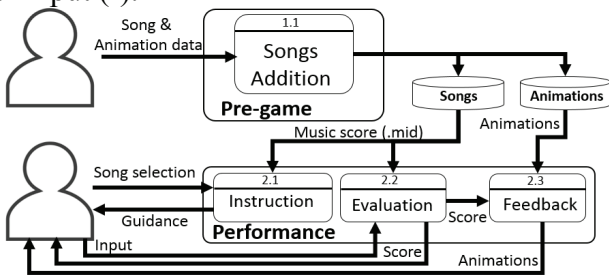 Song &
Animation data
1.1
Songs
Addition
Pre-game
Songs
Animations
Music score (.mid)
Animations
Song selection
Guidance
Input
2.1
Instruction
2.2
Evaluation
Score
2.3
Feedback
Performance
Score
Animations